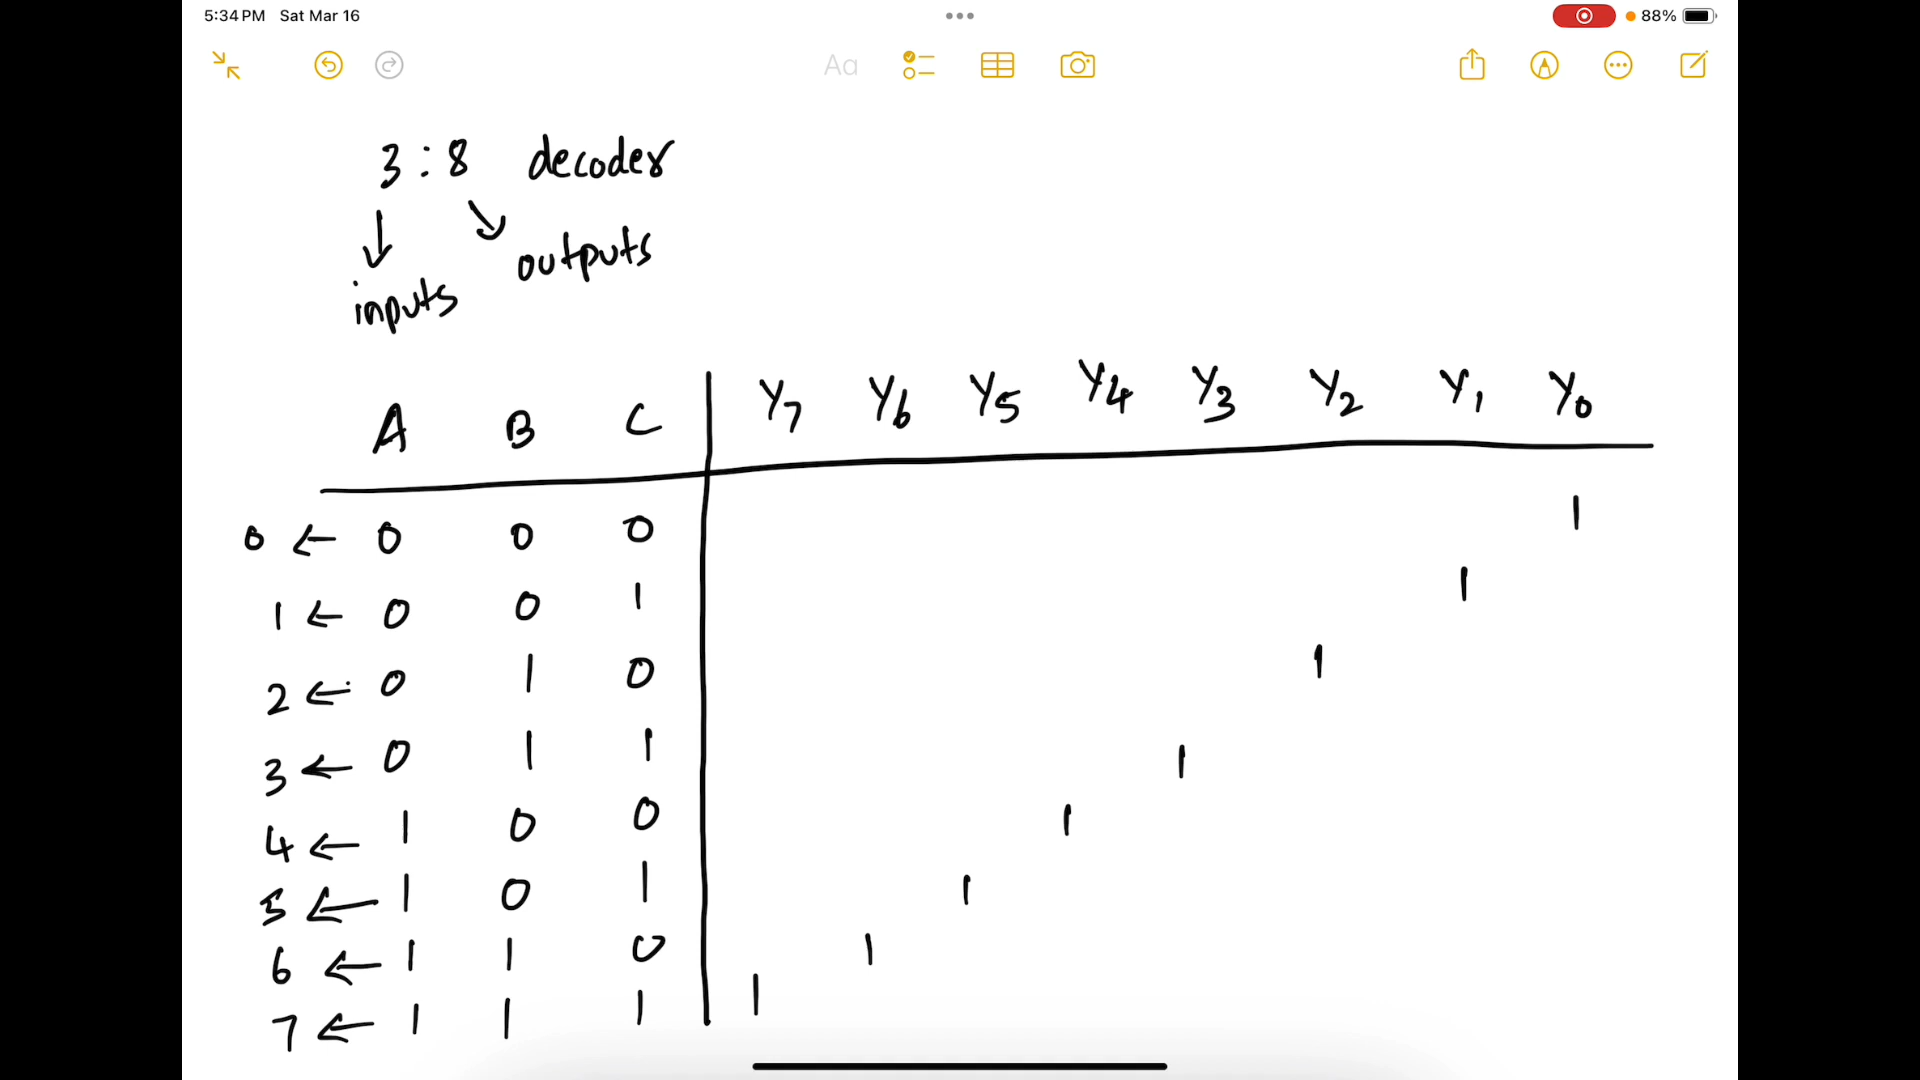 5:34 PM Sat Mar 16
88%
Aa
3 : 8 decoder
inputs
outputs
A B C Y7 Y6 Y5 Y4 Y3 Y2 Y1 Y0
0 ← 0 0 0 1
1 ← 0 0 1 1
2 ← 0 1 0 1
3 ← 0 1 1 1
4 ← 1 0 0 1
5 ← 1 0 1 1
6 ← 1 1 0 1
7 ← 1 1 1 1